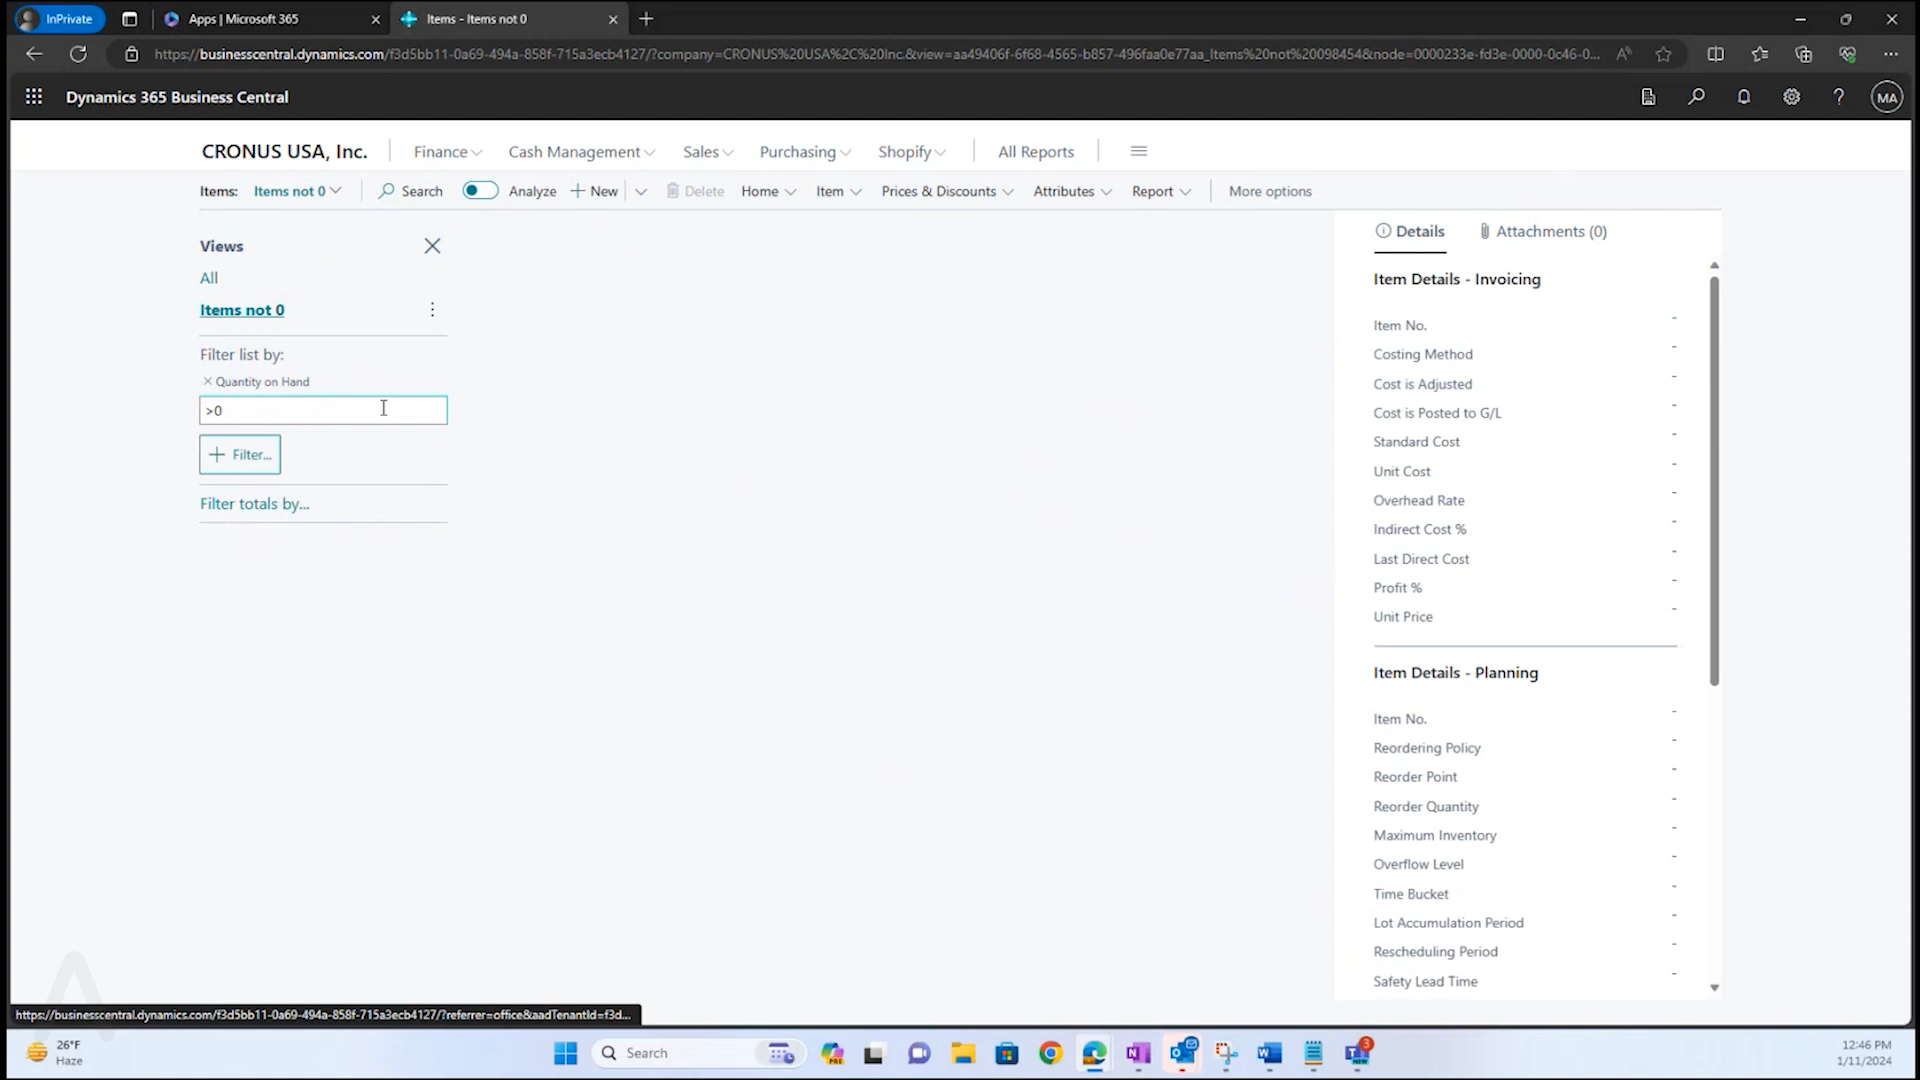 InPrivate
Apps | Microsoft 365
Items - Items not 0
https://businesscentral.dynamics.com/f3d5bb11-0a69-494a-858f-715a3ecb4127/?company=CRONUS%20USA%2C%20Inc.&view=aa49406f-6f68-4565-b857-496faa0e77aa_Items%20not%20098454&node=0000233e-fd3e-0000-0c46-0...
Dynamics 365 Business Central
MA
CRONUS USA, Inc.
Finance
Cash Management
Sales
Purchasing
Shopify
All Reports
Items:
Items not 0
Search
Analyze
New
Delete
Home
Item
Prices & Discounts
Attributes
Report
More options
Views
All
Items not 0
Filter list by:
× Quantity on Hand
>0
+ Filter...
Filter totals by...
Details
Attachments (0)
Item Details - Invoicing
Item No. -
Costing Method -
Cost is Adjusted -
Cost is Posted to G/L -
Standard Cost -
Unit Cost -
Overhead Rate -
Indirect Cost % -
Last Direct Cost -
Profit % -
Unit Price -
Item Details - Planning
Item No. -
Reordering Policy -
Reorder Point -
Reorder Quantity -
Maximum Inventory -
Overflow Level -
Time Bucket -
Lot Accumulation Period -
Rescheduling Period -
Safety Lead Time -
https://businesscentral.dynamics.com/f3d5bb11-0a69-494a-858f-715a3ecb4127/?referrer=office&aadTenantId=f3d...
26°F
Haze
Search
PRE
3
NEW
12:46 PM
1/11/2024